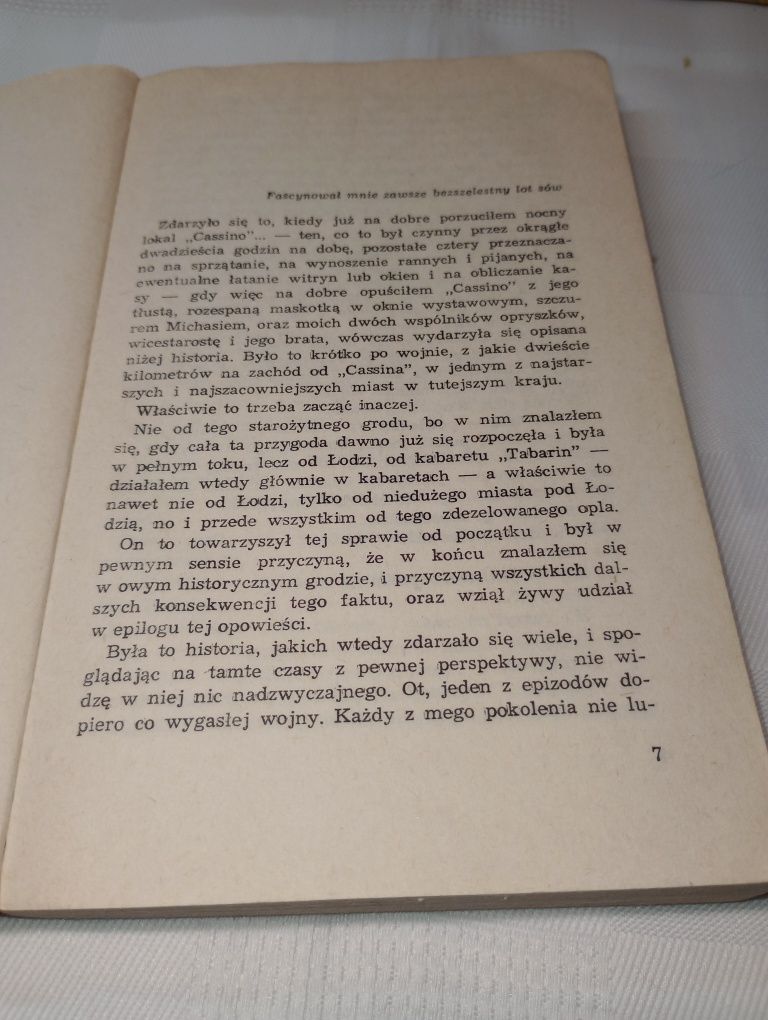 Fascynował mnie zawsze bezszelestny lot sów
Zdarzyło się to, kiedy już na dobre porzuciłem nocny
lokal „Cassino"... — ten, co to był czynny przez okrągłe
dwadzieścia godzin na dobę, pozostałe cztery przeznacza-
no na sprzątanie, na wynoszenie rannych i pijanych, na
ewentualne łatanie witryn lub okien i na obliczanie ka-
sy — gdy więc na dobre opuściłem „Cassino" z jego
tłustą, rozespaną maskotką w oknie wystawowym, szczu-
rem Michasiem, oraz moich dwóch wspólników opryszków,
wicestarostę i jego brata, wówczas wydarzyła się opisana
niżej historia. Było to krótko po wojnie, z jakie dwieście
kilometrów na zachód od „Cassina", w jednym z najstar-
szych i najszacowniejszych miast w tutejszym kraju.
Właściwie to trzeba zacząć inaczej.
Nie od tego starożytnego grodu, bo w nim znalazłem
się, gdy cała ta przygoda dawno już się rozpoczęła i była
w pełnym toku, lecz od Łodzi, od kabaretu „Tabarin" —
działałem wtedy głównie w kabaretach — a właściwie to
nawet nie od Łodzi, tylko od niedużego miasta pod Ło-
dzią, no i przede wszystkim od tego zdezelowanego opla.
On to towarzyszył tej sprawie od początku i był w
pewnym sensie przyczyną, że w końcu znalazłem się
w owym historycznym grodzie, i przyczyną wszystkich dal-
szych konsekwencji tego faktu, oraz wziął żywy udział
w epilogu tej opowieści.
Była to historia, jakich wtedy zdarzało się wiele, i spo-
glądając na tamte czasy z pewnej perspektywy, nie wi-
dzę w niej nic nadzwyczajnego. Ot, jeden z epizodów do-
piero co wygasłej wojny. Każdy z mego pokolenia nie lu-
7